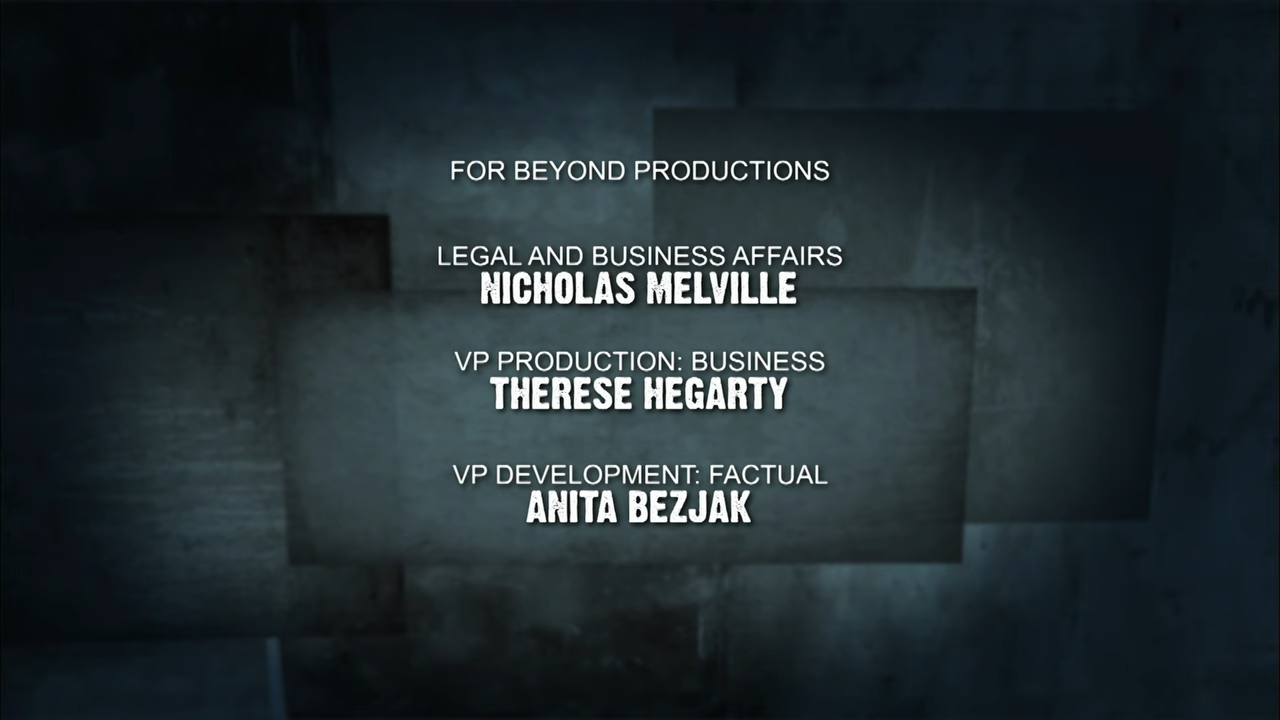 FOR BEYOND PRODUCTIONS
LEGAL AND BUSINESS AFFAIRS
NICHOLAS MELVILLE
VP PRODUCTION: BUSINESS
THERESE HEGARTY
VP DEVELOPMENT: FACTUAL
ANITA BEZJAK